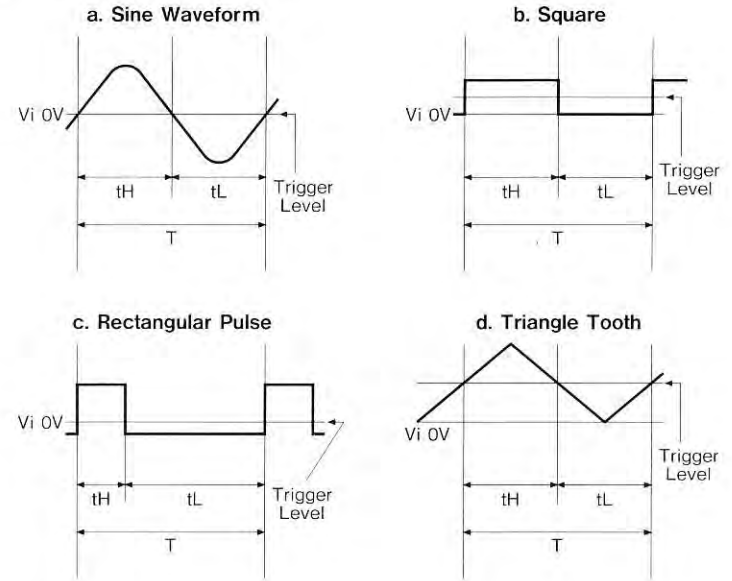 a. Sine Waveform
Vi 0V
tH
tL
Trigger
Level
T
b. Square
Vi 0V
tH
tL
Trigger
Level
T
c. Rectangular Pulse
Vi 0V
tH
tL
Trigger
Level
T
d. Triangle Tooth
Vi 0V
tH
tL
Trigger
Level
T